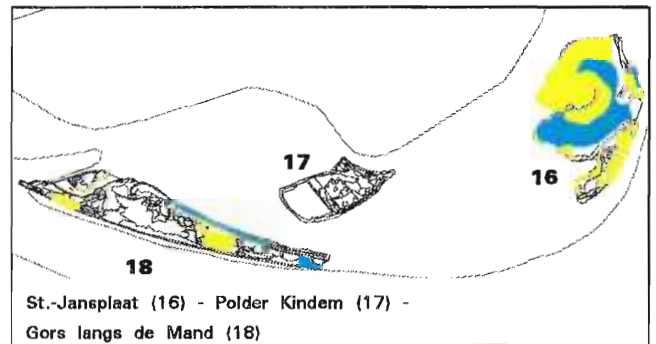 17
16
18
St.-Jansplaat (16) - Polder Kindem (17) -
Gors langs de Mand (18)